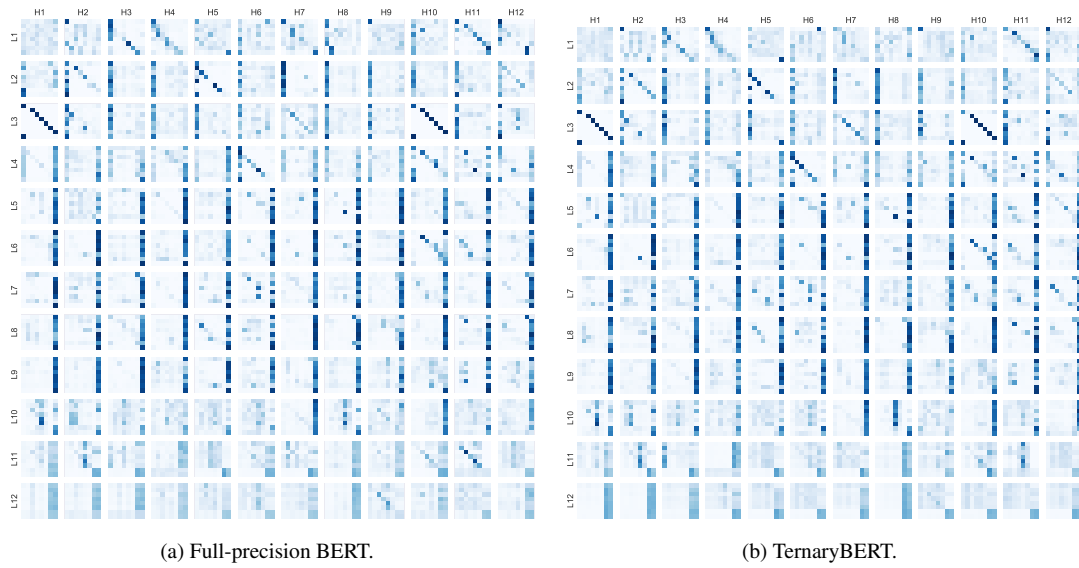 H1 H2 H3 H4 H5 H6 H7 H8 H9 H10 H11 H12
L1
L2
L3
L4
L5
L6
L7
L8
L9
L10
L11
L12
(a) Full-precision BERT.
H1 H2 H3 H4 H5 H6 H7 H8 H9 H10 H11 H12
L1
L2
L3
L4
L5
L6
L7
L8
L9
L10
L11
L12
(b) TernaryBERT.